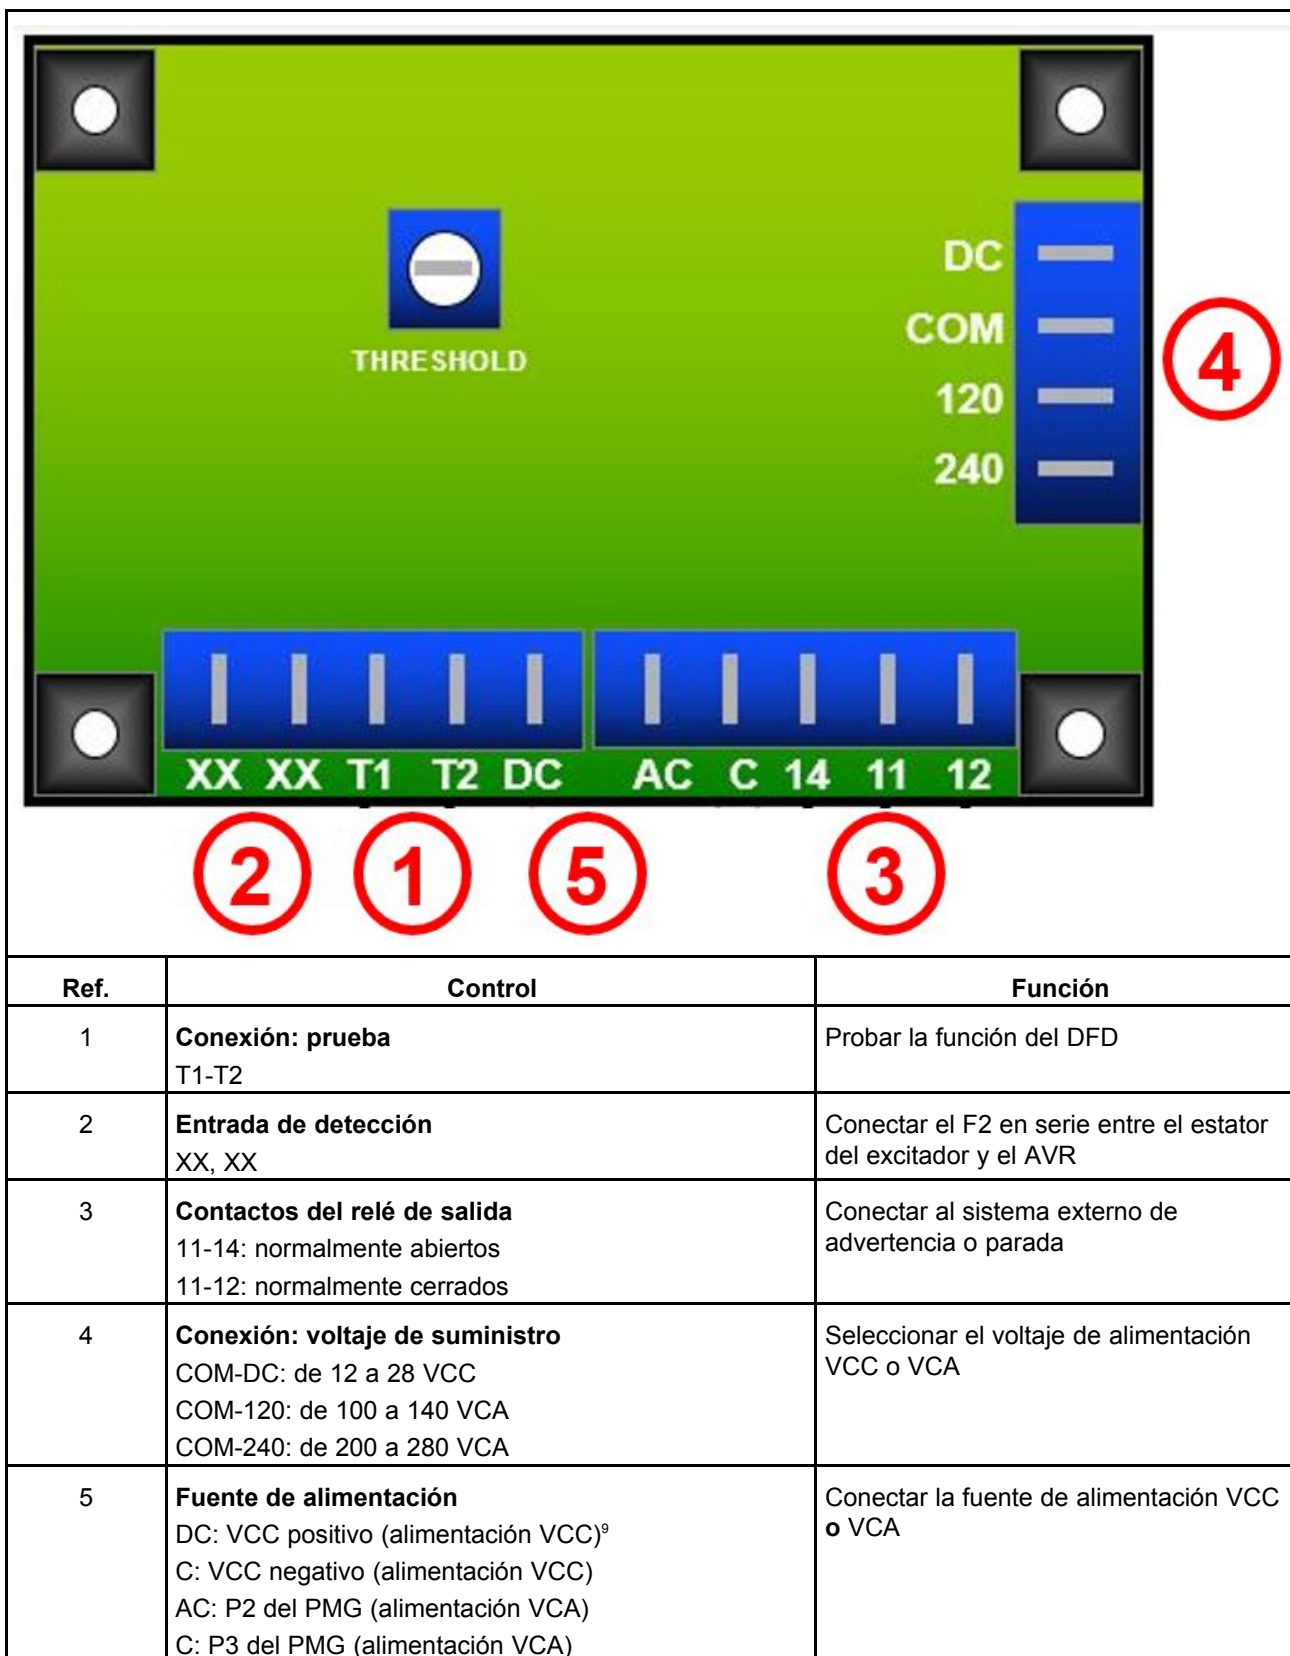 DC
COM
120
240
4
THRESHOLD
XX XX T1 T2 DC AC C 14 11 12
2 1 5 3
Ref. Control Función
1 Conexión: prueba Probar la función del DFD
T1-T2
2 Entrada de detección Conectar el F2 en serie entre el estator
XX, XX del excitador y el AVR
3 Contactos del relé de salida Conectar al sistema externo de
11-14: normalmente abiertos advertencia o parada
11-12: normalmente cerrados
4 Conexión: voltaje de suministro Seleccionar el voltaje de alimentación
COM-DC: de 12 a 28 VCC VCC o VCA
COM-120: de 100 a 140 VCA
COM-240: de 200 a 280 VCA
5 Fuente de alimentación Conectar la fuente de alimentación VCC
DC: VCC positivo (alimentación VCC)⁹ o VCA
C: VCC negativo (alimentación VCC)
AC: P2 del PMG (alimentación VCA)
C: P3 del PMG (alimentación VCA)